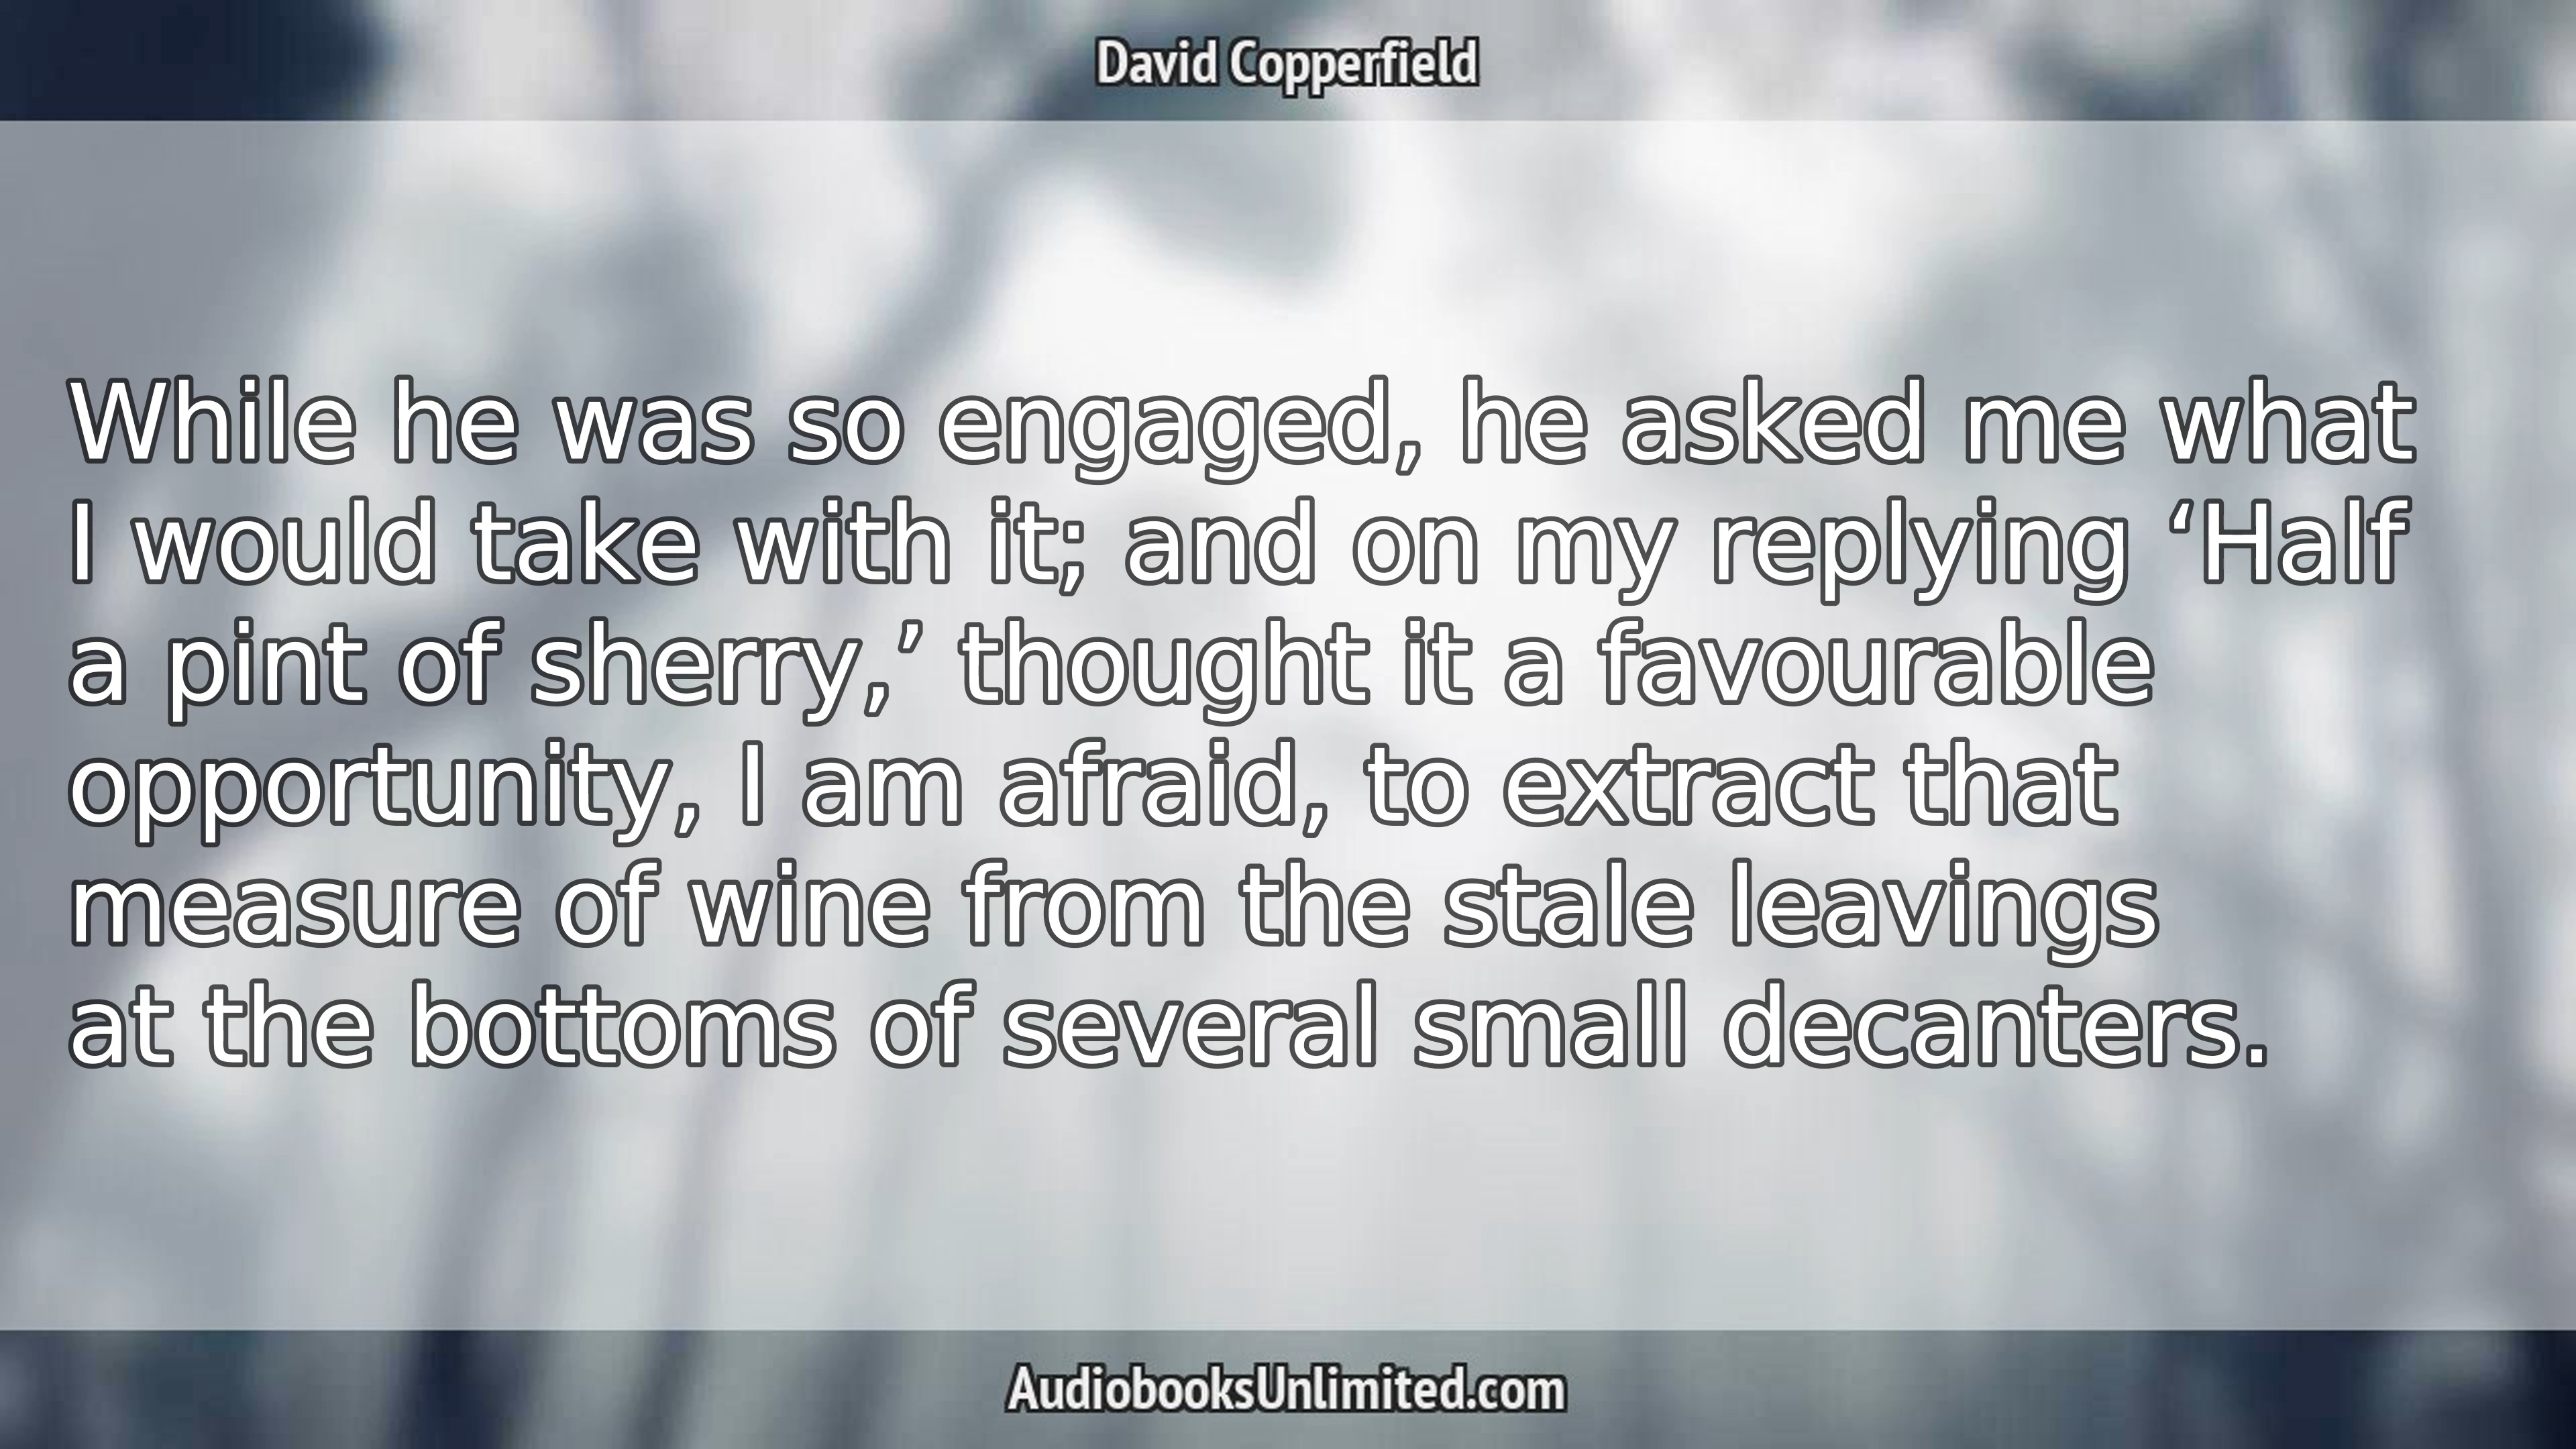 David Copperfield
While he was so engaged, he asked me what
I would take with it; and on my replying ‘Half
a pint of sherry,’ thought it a favourable
opportunity, I am afraid, to extract that
measure of wine from the stale leavings
at the bottoms of several small decanters.
AudiobooksUnlimited.com